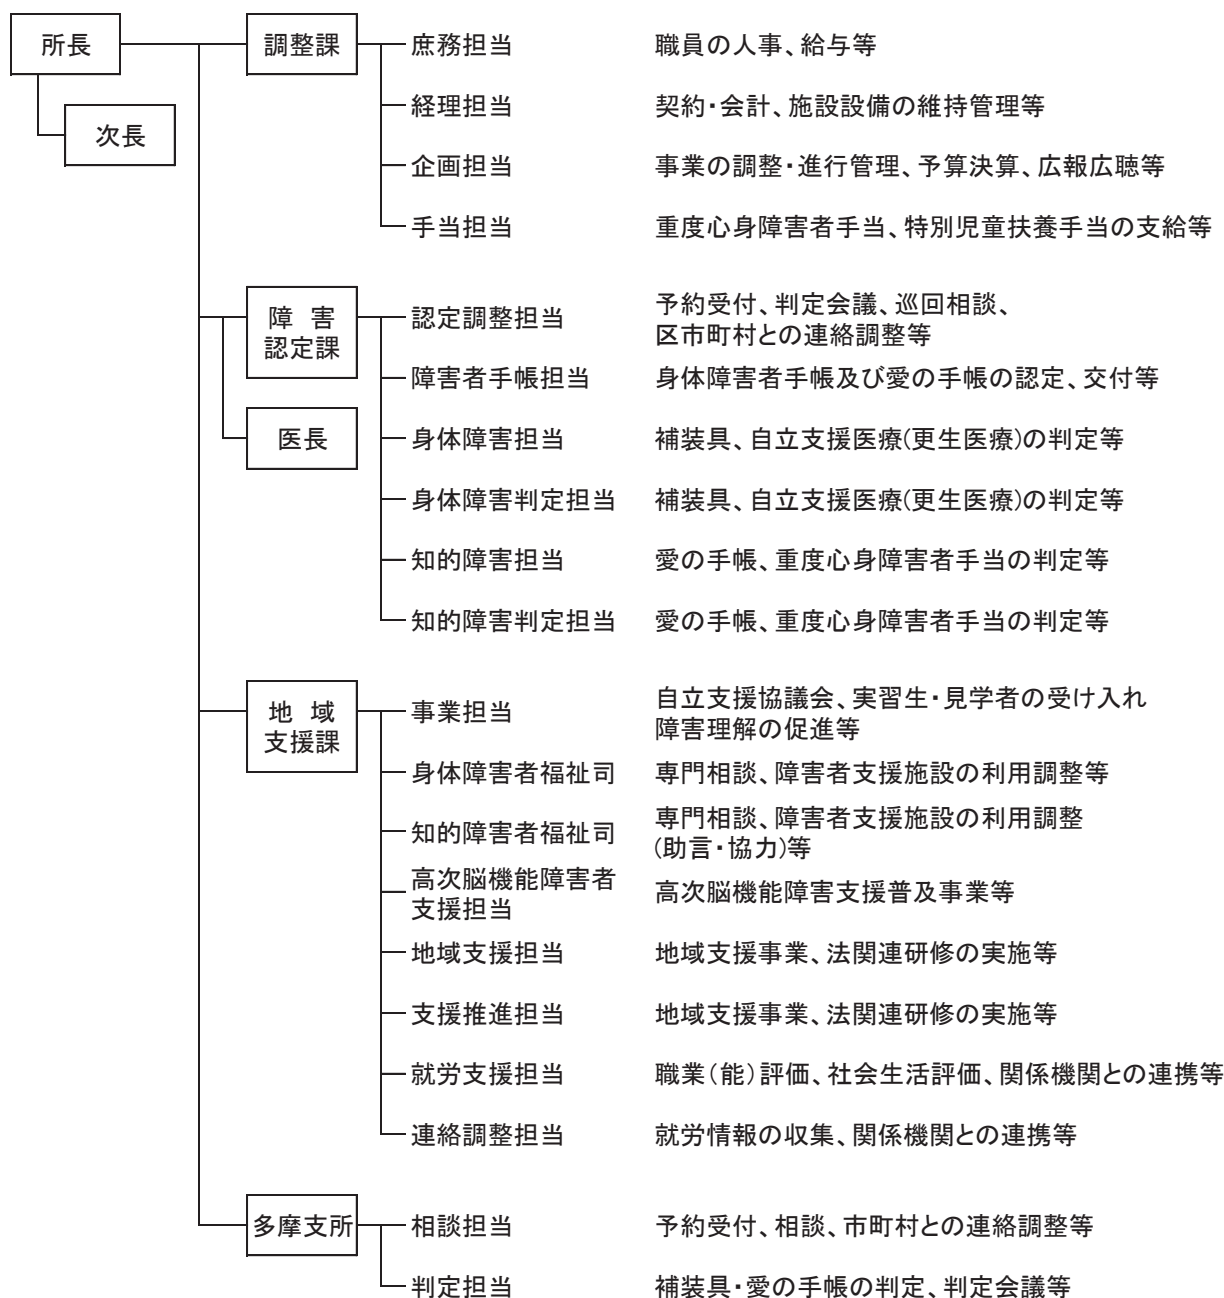 所長
次長
調整課
庶務担当 職員の人事、給与等
経理担当 契約・会計、施設設備の維持管理等
企画担当 事業の調整・進行管理、予算決算、広報広聴等
手当担当 重度心身障害者手当、特別児童扶養手当の支給等
障害
認定課
認定調整担当 予約受付、判定会議、巡回相談、
区市町村との連絡調整等
障害者手帳担当 身体障害者手帳及び愛の手帳の認定、交付等
医長
身体障害担当 補装具、自立支援医療(更生医療)の判定等
身体障害判定担当 補装具、自立支援医療(更生医療)の判定等
知的障害担当 愛の手帳、重度心身障害者手当の判定等
知的障害判定担当 愛の手帳、重度心身障害者手当の判定等
地域
支援課
事業担当 自立支援協議会、実習生・見学者の受け入れ
障害理解の促進等
身体障害者福祉司 専門相談、障害者支援施設の利用調整等
知的障害者福祉司 専門相談、障害者支援施設の利用調整
(助言・協力)等
高次脳機能障害者
支援担当 高次脳機能障害支援普及事業等
地域支援担当 地域支援事業、法関連研修の実施等
支援推進担当 地域支援事業、法関連研修の実施等
就労支援担当 職業(能)評価、社会生活評価、関係機関との連携等
連絡調整担当 就労情報の収集、関係機関との連携等
多摩支所
相談担当 予約受付、相談、市町村との連絡調整等
判定担当 補装具・愛の手帳の判定、判定会議等